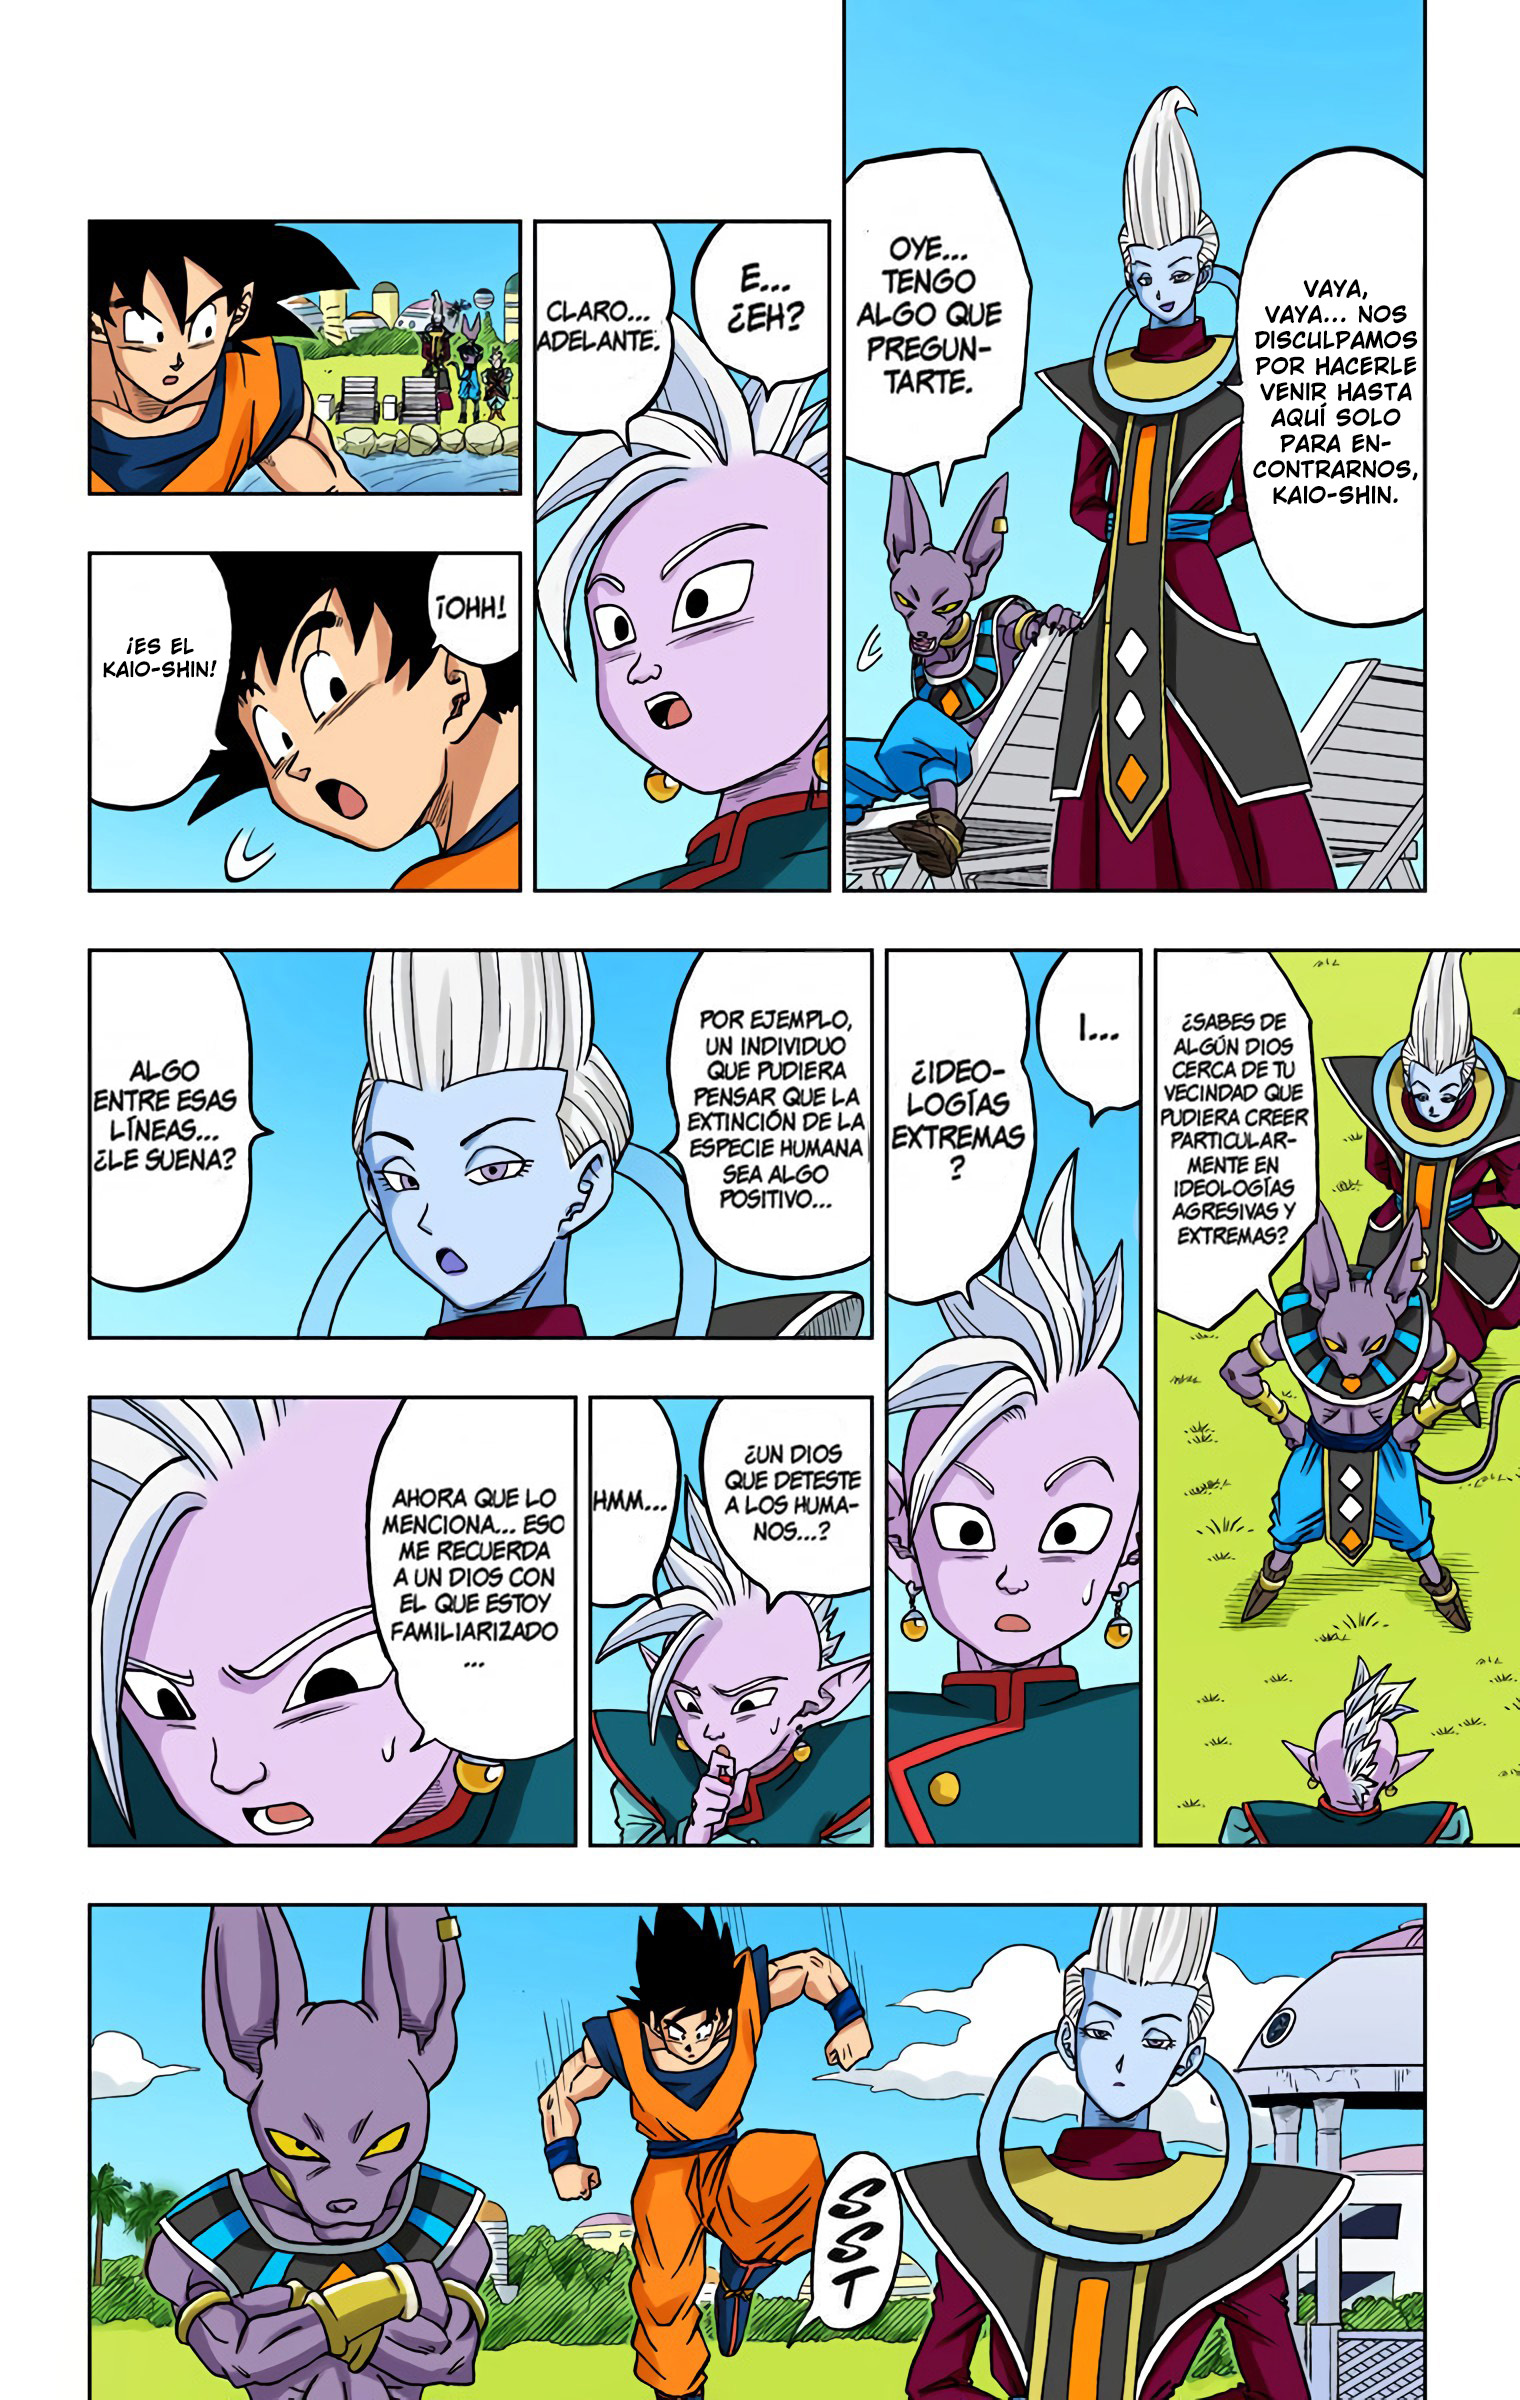 VAYA,
VAYA... NOS
DISCULPAMOS
POR HACERLE
VENIR HASTA
AQUÍ SOLO
PARA EN-
CONTRARNOS,
KAIO-SHIN.
OYE...
TENGO
ALGO QUE
PREGUN-
TARTE.
E...
¿EH?
CLARO...
ADELANTE.
¡OHH!
¡ES EL
KAIO-SHIN!
¿SABES DE
ALGÚN DIOS
CERCA DE TU
VECINDAD QUE
PUDIERA CREER
PARTICULAR-
MENTE EN
IDEOLOGÍAS
AGRESIVAS Y
EXTREMAS?
I...
¿IDEO-
LOGÍAS
EXTREMAS
?
POR EJEMPLO,
UN INDIVIDUO
QUE PUDIERA
PENSAR QUE LA
EXTINCIÓN DE LA
ESPECIE HUMANA
SEA ALGO
POSITIVO...
ALGO
ENTRE ESAS
LÍNEAS...
¿LE SUENA?
¿UN DIOS
QUE DETESTE
A LOS HUMA-
NOS...?
HMM...
AHORA QUE LO
MENCIONA... ESO
ME RECUERDA
A UN DIOS CON
EL QUE ESTOY
FAMILIARIZADO
...
SST